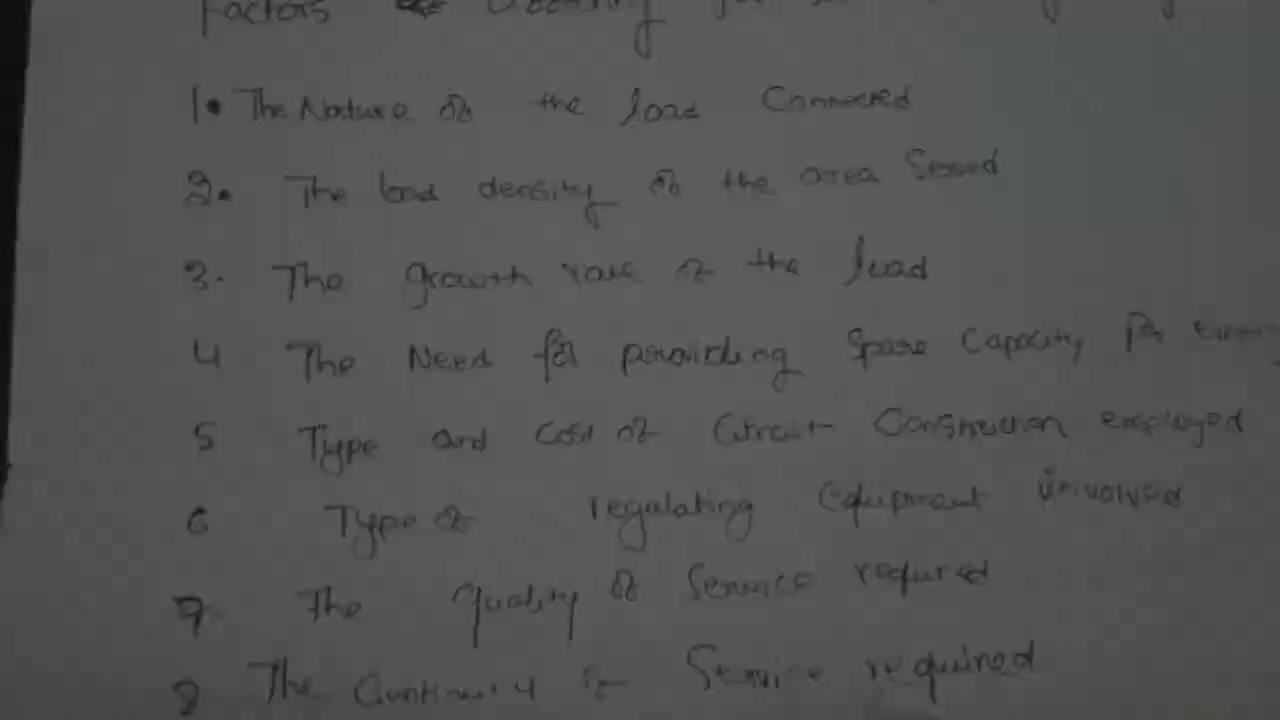 Factors
1. The Nature of the load Connected
2. The load density of the area Served
3. The growth rate of the load
4 The Need for providing Spare Capacity for
5 Type and Cost of Circuit Construction employed
6 Type of regulating Equipment involved
7. The quality of Service required
8 The Continuity of Service required